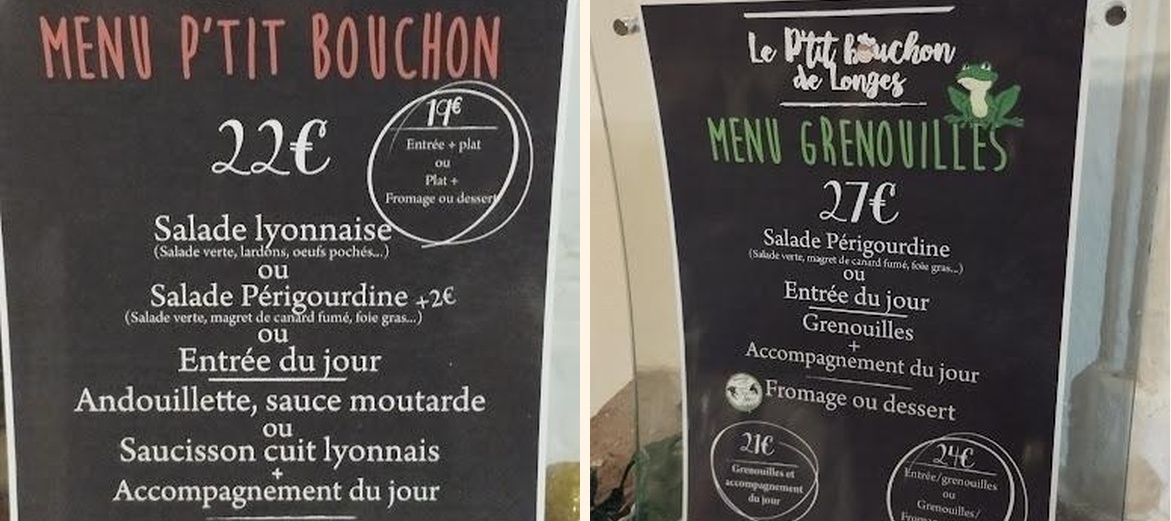 MENU P'TIT BOUCHON
22€
19€
Entrée + plat
ou
Plat +
Fromage ou dessert
Salade lyonnaise
(Salade verte, lardons, oeufs pochés...)
ou
Salade Périgourdine +2€
(Salade verte, magret de canard fumé, foie gras...)
ou
Entrée du jour
Andouillette, sauce moutarde
ou
Saucisson cuit lyonnais
+
Accompagnement du jour
Le P'tit bouchon
de Longes
MENU GRENOUILLES
27€
Salade Périgourdine
(Salade verte, magret de canard fumé, foie gras...)
ou
Entrée du jour
Grenouilles
+
Accompagnement du jour
Fromage ou dessert
21€
Grenouilles et
accompagnement
du jour
24€
Entrée/grenouilles
ou
Grenouilles/